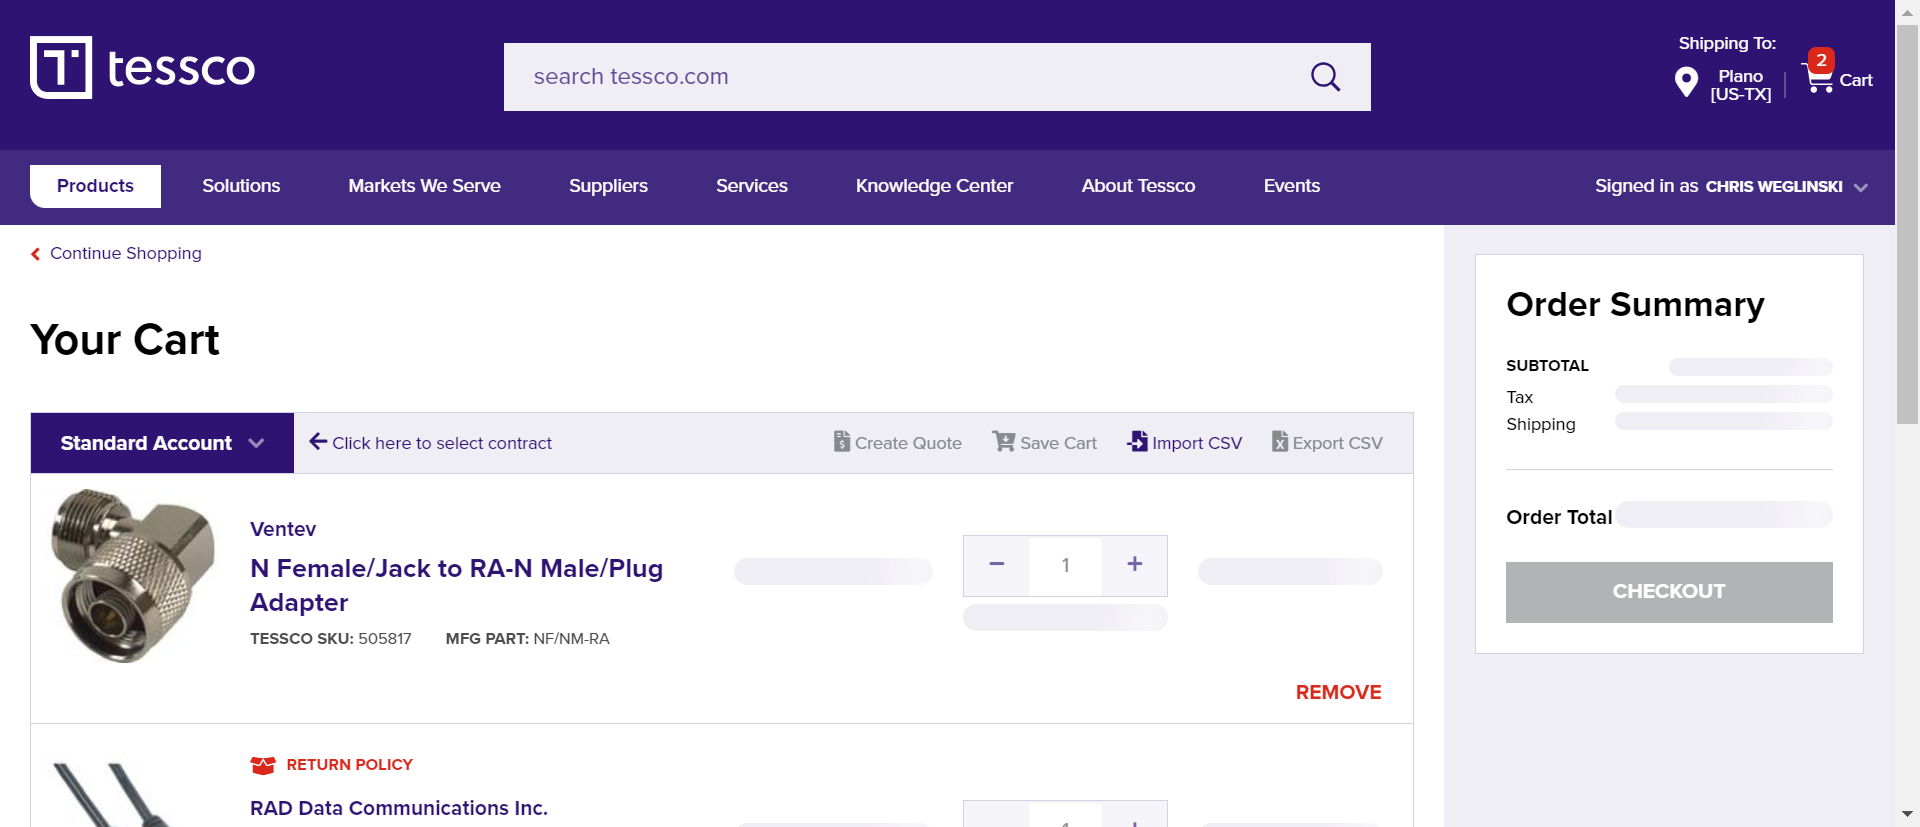 tessco
search tessco.com
Shipping To:
Plano
[US-TX]
2
Cart
Products
Solutions
Markets We Serve
Suppliers
Services
Knowledge Center
About Tessco
Events
Signed in as CHRIS WEGLINSKI
Continue Shopping
Your Cart
Standard Account
Click here to select contract
Create Quote
Save Cart
Import CSV
Export CSV
Ventev
N Female/Jack to RA-N Male/Plug
Adapter
TESSCO SKU: 505817 MFG PART: NF/NM-RA
1
REMOVE
RETURN POLICY
RAD Data Communications Inc.
Order Summary
SUBTOTAL
Tax
Shipping
Order Total
CHECKOUT